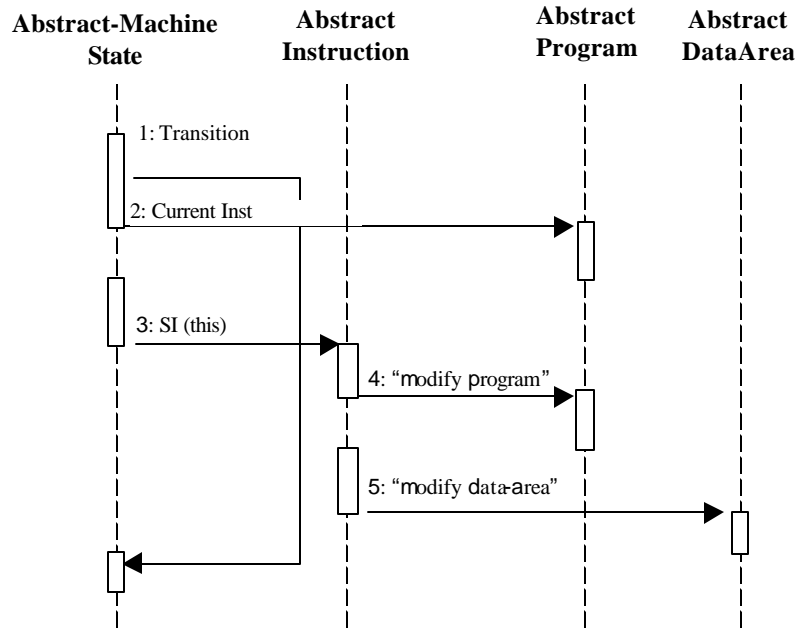 Abstract-Machine
State
Abstract
Instruction
Abstract
Program
Abstract
DataArea
1: Transition
2: Current Inst
3: SI (this)
4: “modify program”
5: “modify data-area”